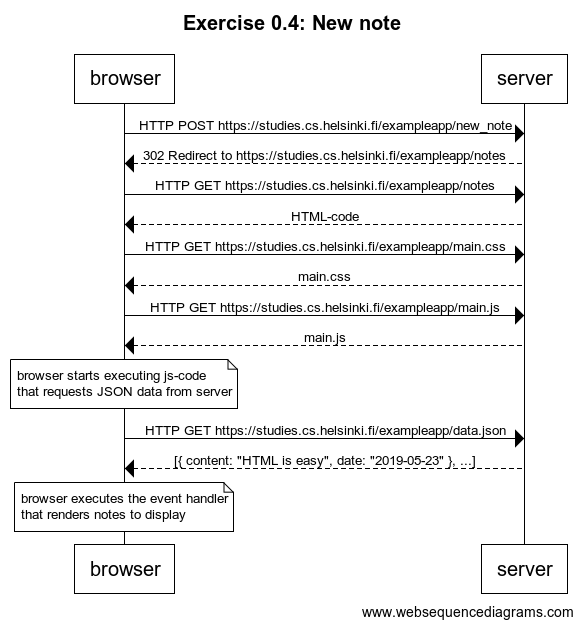 Exercise 0.4: New note
browser
server
HTTP POST https://studies.cs.helsinki.fi/exampleapp/new_note
302 Redirect to https://studies.cs.helsinki.fi/exampleapp/notes
HTTP GET https://studies.cs.helsinki.fi/exampleapp/notes
HTML-code
HTTP GET https://studies.cs.helsinki.fi/exampleapp/main.css
main.css
HTTP GET https://studies.cs.helsinki.fi/exampleapp/main.js
main.js
browser starts executing js-code
that requests JSON data from server
HTTP GET https://studies.cs.helsinki.fi/exampleapp/data.json
[{ content: "HTML is easy", date: "2019-05-23" }, ...]
browser executes the event handler
that renders notes to display
browser
server
www.websequencediagrams.com